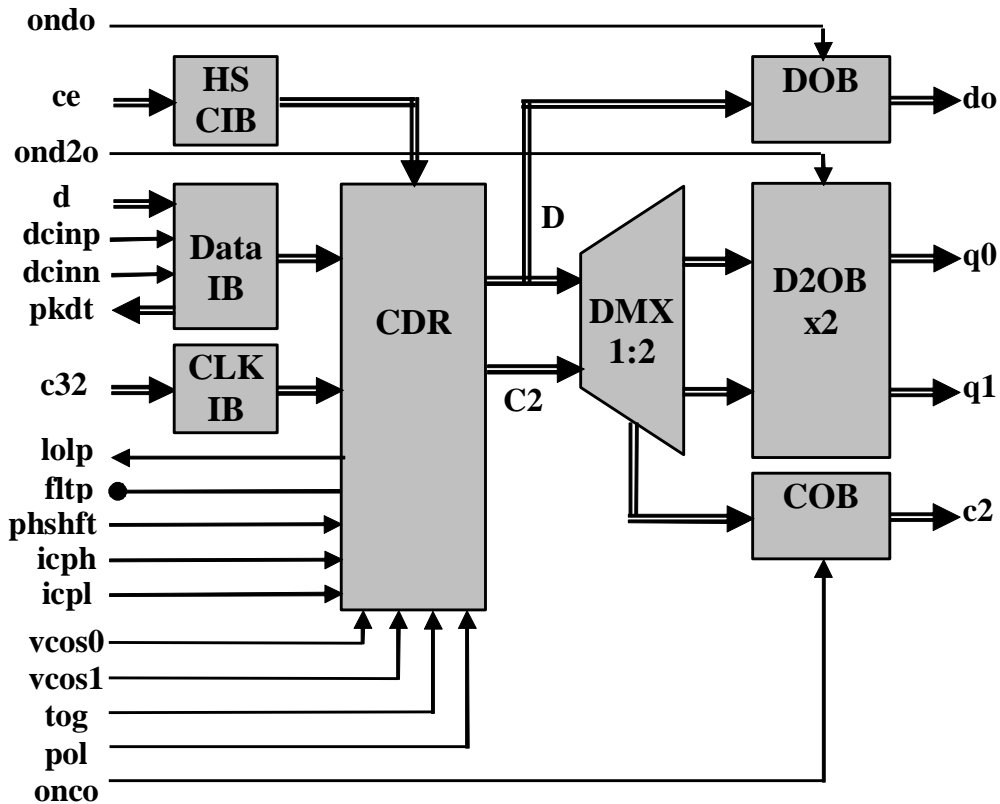 ondo
HS
CIB
ce
DOB
do
ond2o
d
dcinp
dcinn
pkdt
Data
IB
D
CDR
DMX
1:2
D2OB
x2
q0
q1
c32
CLK
IB
C2
lolp
fltp
phshft
icph
icpl
COB
c2
vcos0
vcos1
tog
pol
onco